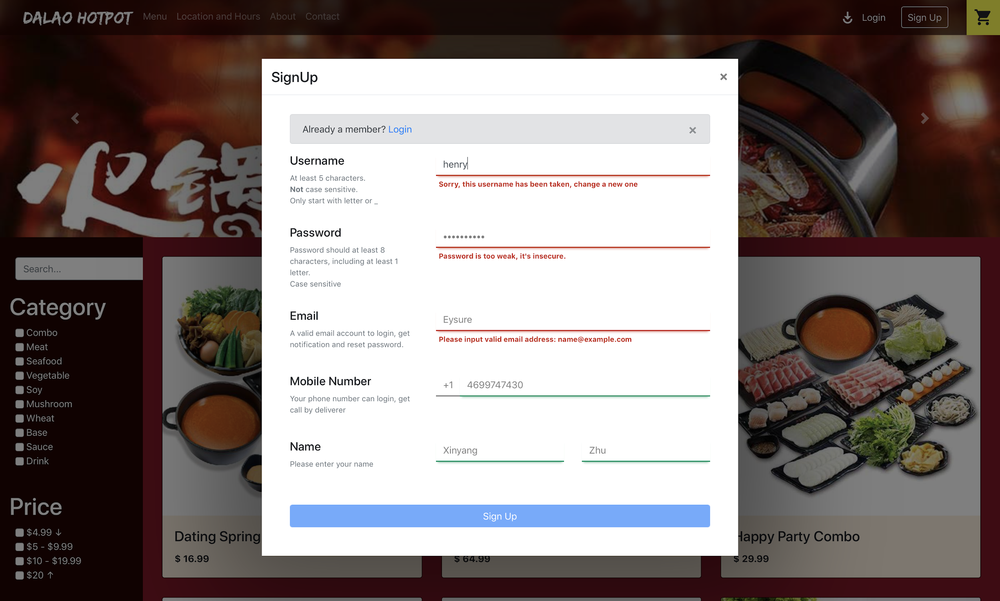 DALAO HOTPOT Menu Location and Hours About Contact Login Sign Up
火锅
SignUp ×
Already a member? Login ×
Username
henry
At least 5 characters.
Not case sensitive.
Only start with letter or _
Sorry, this username has been taken, change a new one
Password
••••••••••
Password should at least 8
characters, including at least 1
letter.
Case sensitive
Password is too weak, it's insecure.
Email
Eysure
A valid email account to login, get
notification and reset password.
Please input valid email address: name@example.com
Mobile Number
+1 4699747430
Your phone number can login, get
call by deliverer
Name
Xinyang Zhu
Please enter your name
Sign Up
Search...
Category
Combo
Meat
Seafood
Vegetable
Soy
Mushroom
Wheat
Base
Sauce
Drink
Price
$4.99 ↓
$5 - $9.99
$10 - $19.99
$20 ↑
Dating Spring
$ 16.99
$ 64.99
Happy Party Combo
$ 29.99